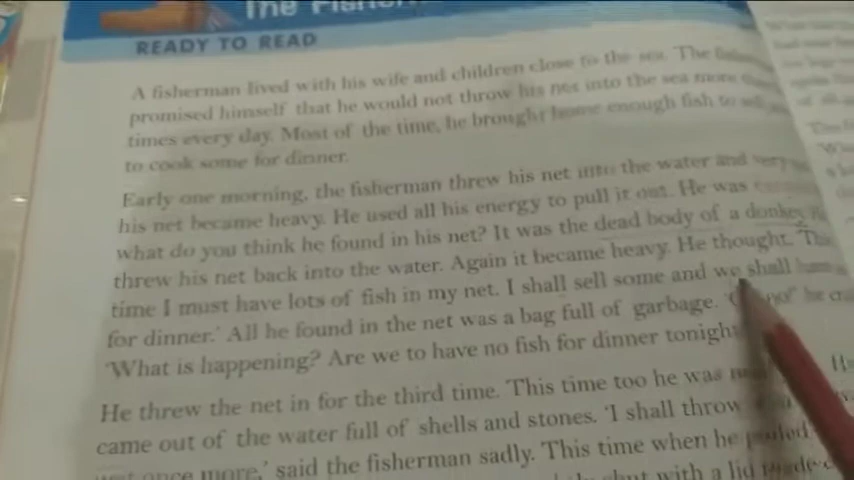 The
READY TO READ
A fisherman lived with his wife and children close to the sea. The
promised himself that he would not throw his net into the sea more
times every day. Most of the time, he brought home enough fish to
to cook some for dinner.
Early one morning, the fisherman threw his net into the water and very
his net became heavy. He used all his energy to pull it out. He was
what do you think he found in his net? It was the dead body of a donkey.
threw his net back into the water. Again it became heavy. He thought. 'This
time I must have lots of fish in my net. I shall sell some and we shall
for dinner.' All he found in the net was a bag full of garbage. no!' he
'What is happening? Are we to have no fish for dinner tonight
He threw the net in for the third time. 'This time too he was
came out of the water full of shells and stones. 'I shall throw
once more,' said the fisherman sadly. This time when he pulled
shut with a lid made